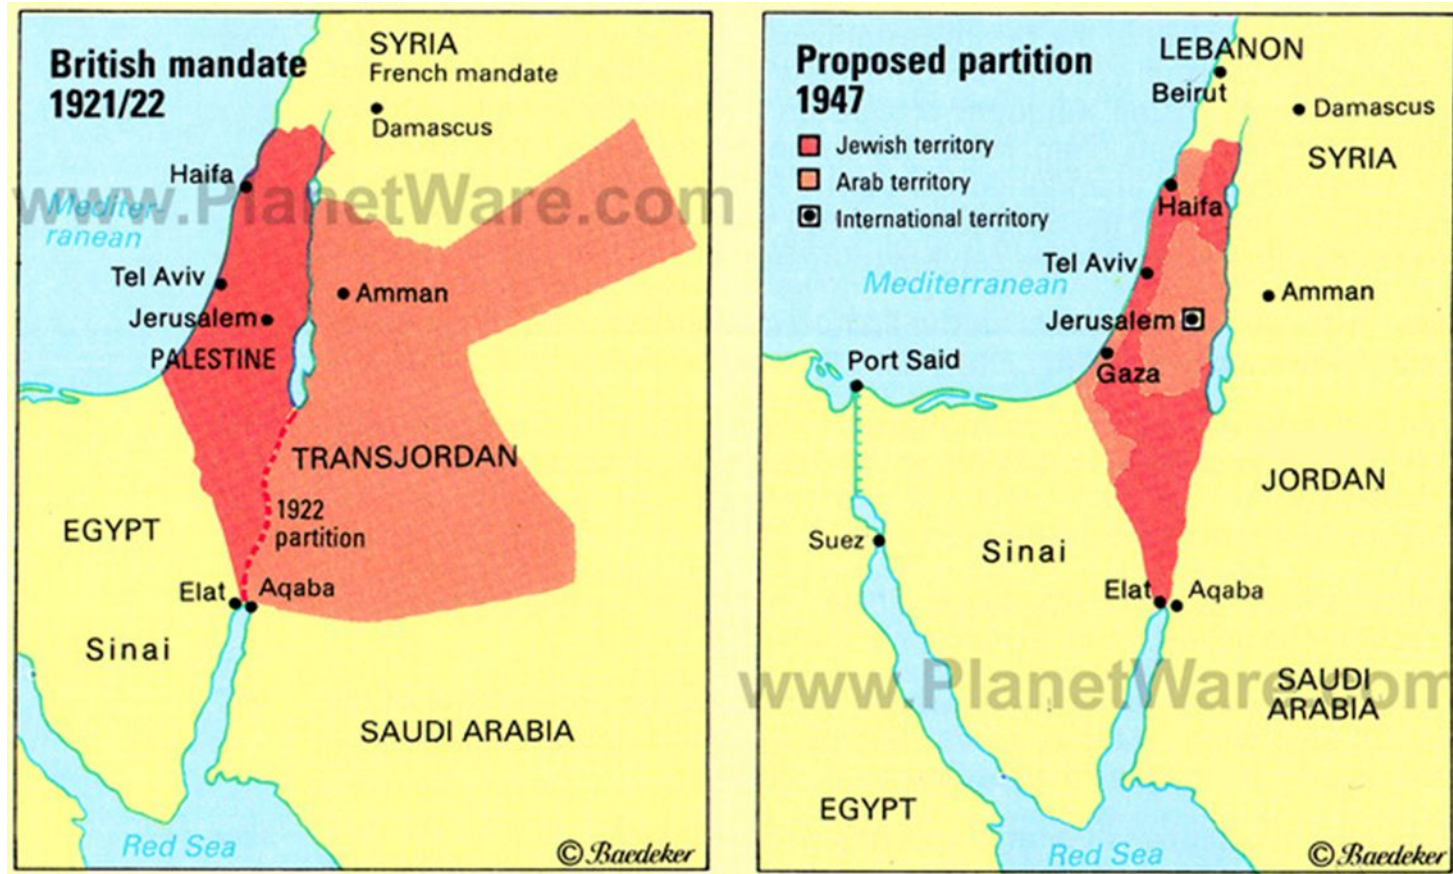 British mandate
1921/22
SYRIA
French mandate
Damascus
Haifa
www.PlanetWare.com
Mediter-
ranean
Tel Aviv
Amman
Jerusalem
PALESTINE
TRANSJORDAN
1922
partition
EGYPT
Elat
Aqaba
Sinai
SAUDI ARABIA
Red Sea
© Baedeker
Proposed partition
1947
Jewish territory
Arab territory
International territory
LEBANON
Beirut
Damascus
SYRIA
Haifa
Tel Aviv
Mediterranean
Amman
Jerusalem
Port Said
Gaza
JORDAN
Suez
Sinai
Elat
Aqaba
www.PlanetWare.com
SAUDI
ARABIA
EGYPT
Red Sea
© Baedeker